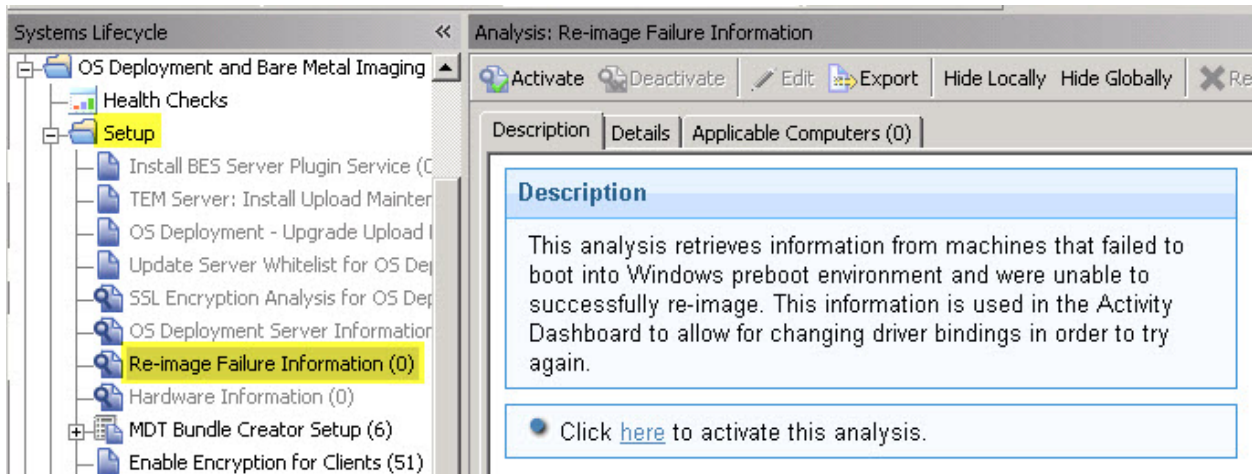 Systems Lifecycle
OS Deployment and Bare Metal Imaging
Health Checks
Setup
Install BES Server Plugin Service (
TEM Server: Install Upload
OS Deployment - Upgrade Upload
Update Server Whitelist for OS
SSL Encryption Analysis for OS
OS Deployment Server Information
Re-image Failure Information (0)
Hardware Information (0)
MDT Bundle Creator Setup (6)
Enable Encryption for Clients (51)
Analysis: Re-image Failure Information
Activate Deactivate Edit Export Hide Locally Hide Globally
Description Details Applicable Computers (0)
Description
This analysis retrieves information from machines that failed to
boot into Windows preboot environment and were unable to
successfully re-image. This information is used in the Activity
Dashboard to allow for changing driver bindings in order to try
again.
Click here to activate this analysis.